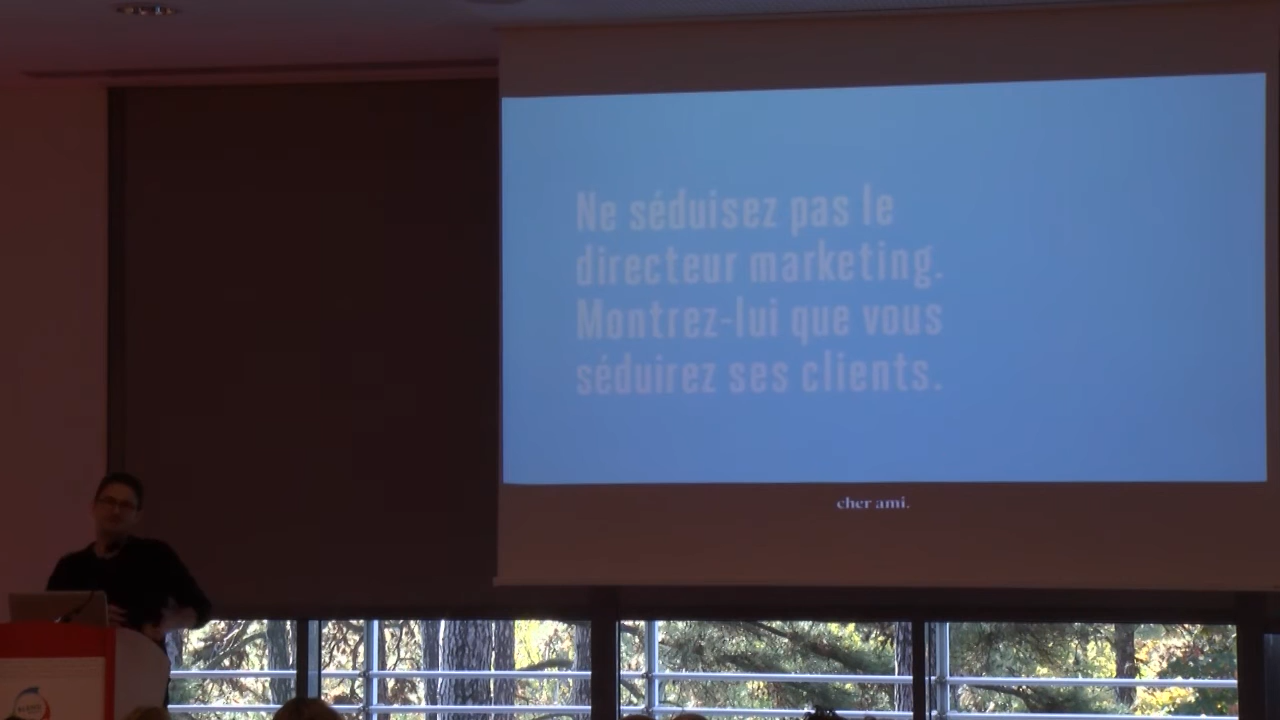 Ne séduisez pas le
directeur marketing.
Montrez-lui que vous
séduirez ses clients.
cher ami.